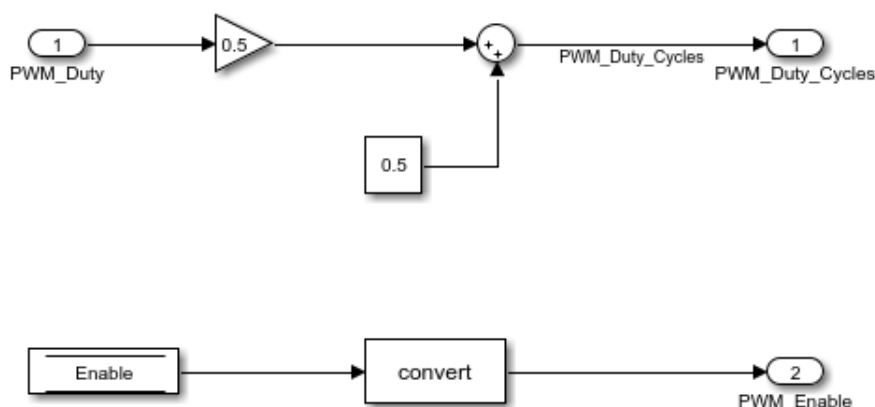 1
PWM_Duty
0.5
+
+
PWM_Duty_Cycles
1
PWM_Duty_Cycles
0.5
Enable
convert
2
PWM_Enable